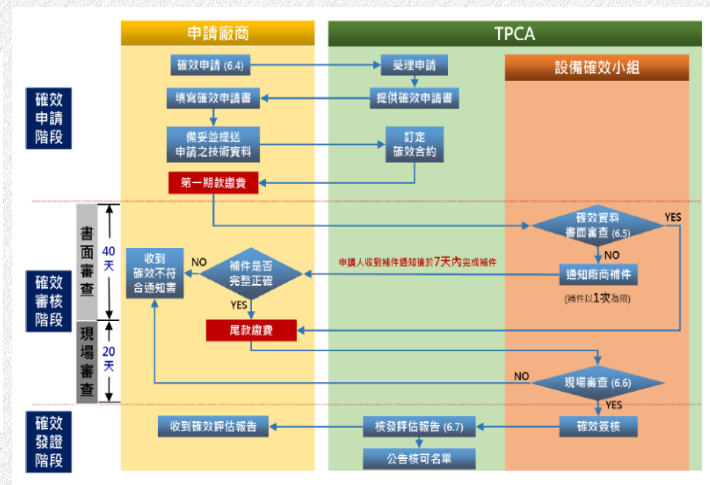 申請廠商
TPCA
設備確效小組
確效
申請
階段
確效申請 (6.4)
受理申請
填寫確效申請書
提供確效申請書
備妥並提送
申請之技術資料
訂定
確效合約
第一期款繳費
確效
審核
階段
書面審查
40
天
現場審查
20
天
確效資料
書面審查 (6.5)
YES
NO
通知廠商補件
(補件以1次為限)
申請人收到補件通知後於7天內完成補件
補件是否
完整正確
NO
收到
確效不符
合通知書
YES
尾款繳費
現場審查 (6.6)
NO
YES
確效
發證
階段
確效簽核
核發評估報告 (6.7)
收到確效評估報告
公告核可名單